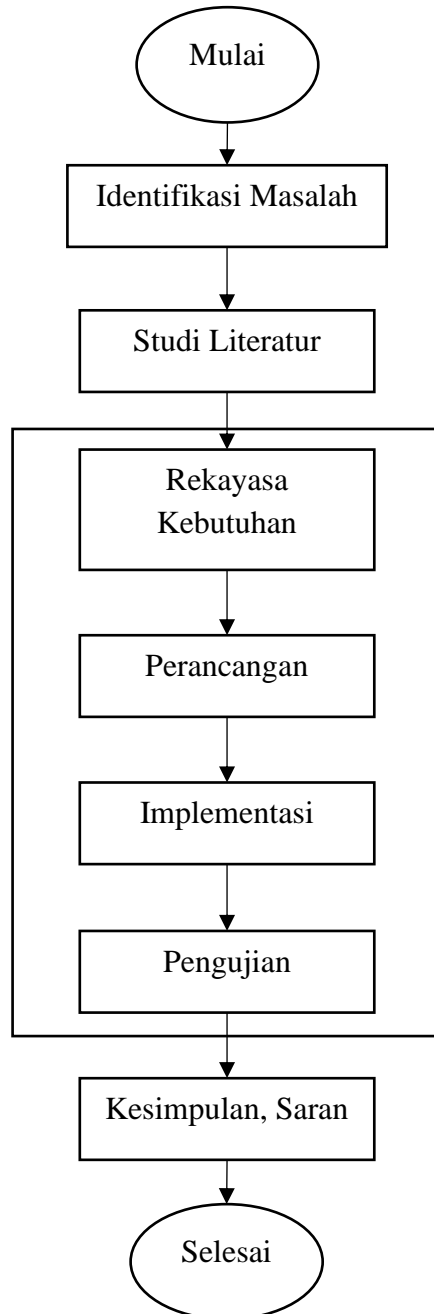 Mulai
Identifikasi Masalah
Studi Literatur
Rekayasa
Kebutuhan
Perancangan
Implementasi
Pengujian
Kesimpulan, Saran
Selesai